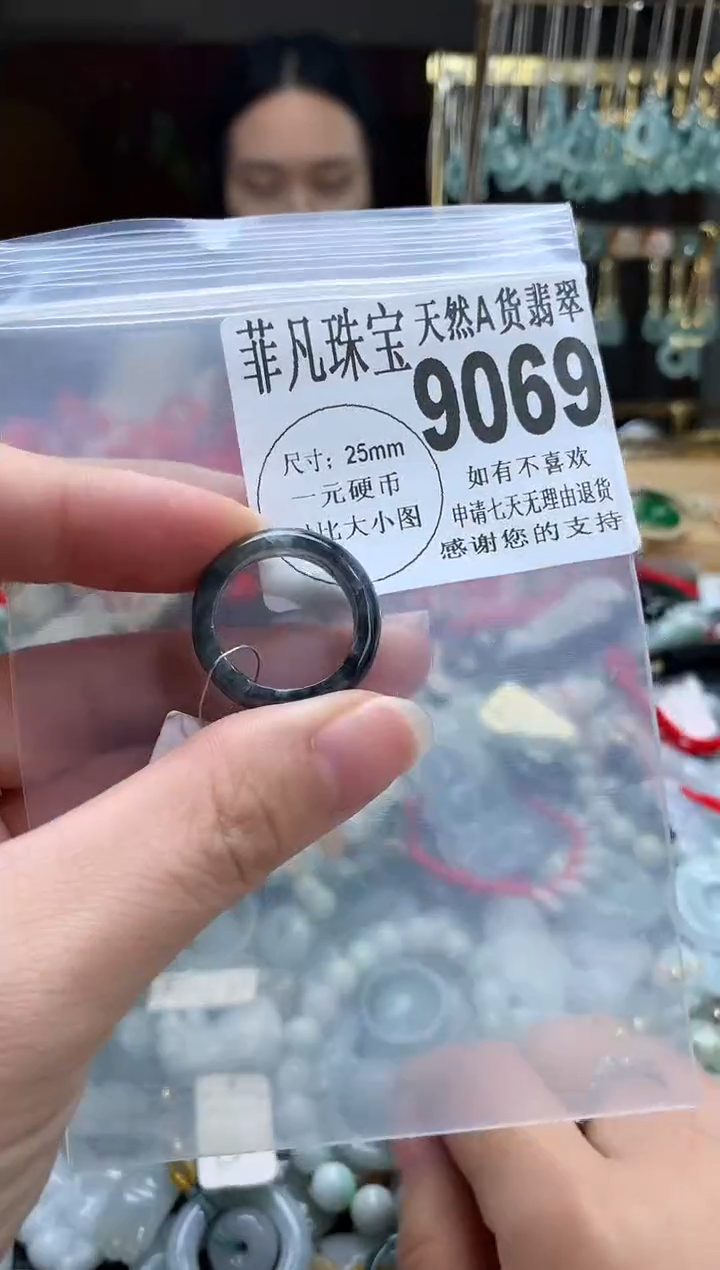 菲凡珠宝 天然A货翡翠
9069
尺寸：25mm
一元硬币
对比大小图
如有不喜欢
申请七天无理由退货
感谢您的支持